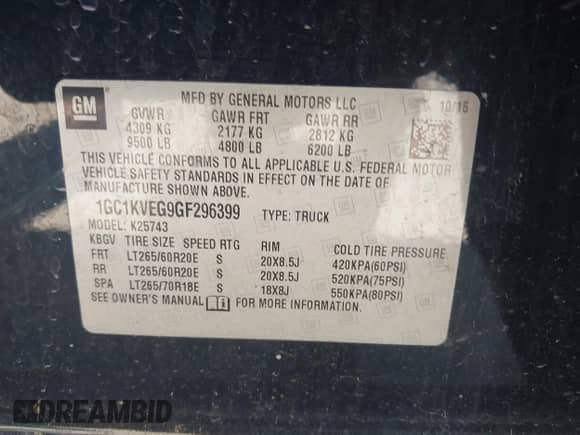 GM
MFD BY GENERAL MOTORS LLC
10/15
GVWR GAWR FRT GAWR RR
4309 KG 2177 KG 2812 KG
9500 LB 4800 LB 6200 LB
THIS VEHICLE CONFORMS TO ALL APPLICABLE U.S. FEDERAL MOTOR
VEHICLE SAFETY STANDARDS IN EFFECT ON THE DATE OF
MANUFACTURE SHOWN ABOVE.
1GC1KVEG9GF296399 TYPE: TRUCK
MODEL: K25743
KBGV TIRE SIZE SPEED RTG RIM COLD TIRE PRESSURE
FRT LT265/60R20E S 20X8.5J 420KPA(60PSI)
RR LT265/60R20E S 20X8.5J 520KPA(75PSI)
SPA LT265/70R18E S 18X8J 550KPA(80PSI)
SEE OWNER'S MANUAL FOR MORE INFORMATION.
DREAMBID